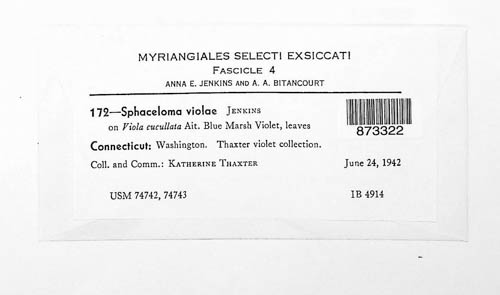 MYRIANGIALES SELECTI EXSICCATI
FASCICLE 4
ANNA E. JENKINS AND A. A. BITANCOURT
172—Sphaceloma violae JENKINS
on Viola cucullata Ait. Blue Marsh Violet, leaves
873322
Connecticut: Washington. Thaxter violet collection.
Coll. and Comm.: KATHERINE THAXTER June 24, 1942
USM 74742, 74743 IB 4914